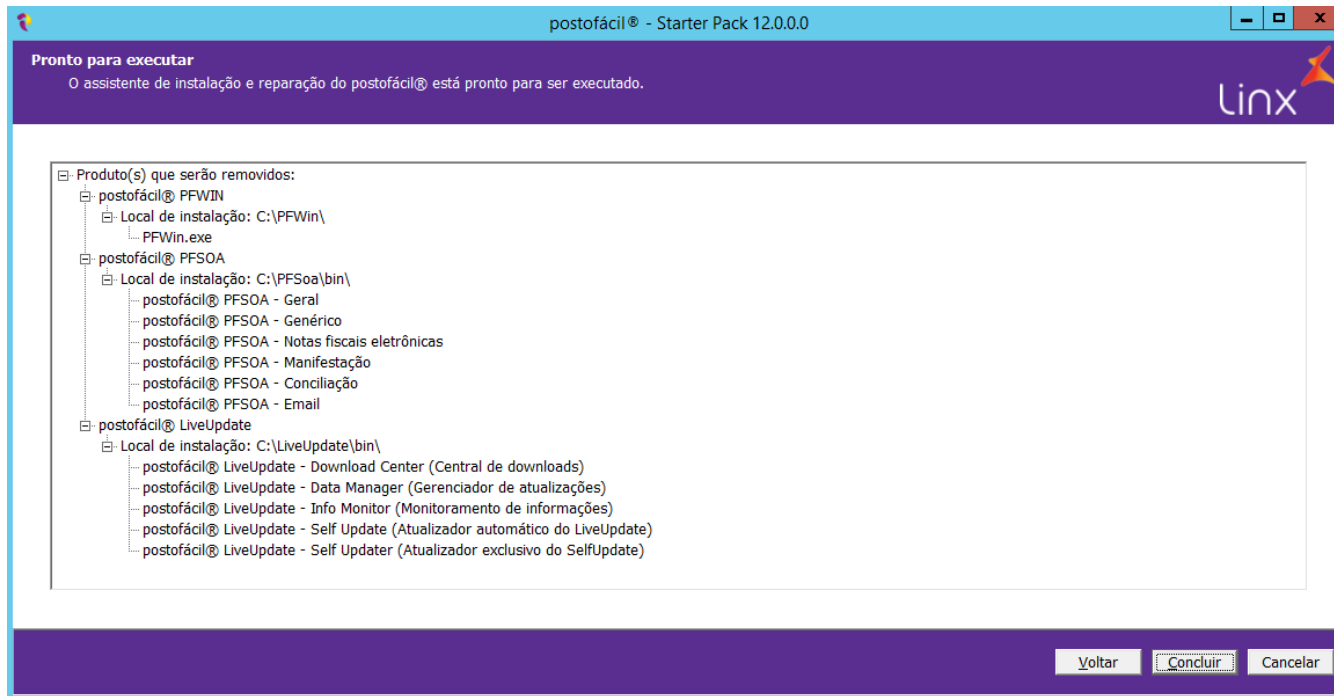 postofácil® - Starter Pack 12.0.0.0
Pronto para executar
O assistente de instalação e reparação do postofácil® está pronto para ser executado.
Linx
Produto(s) que serão removidos:
postofácil® PFWIN
Local de instalação: C:\PFWin\
PFWin.exe
postofácil® PFSOA
Local de instalação: C:\PFSoa\bin\
postofácil® PFSOA - Geral
postofácil® PFSOA - Genérico
postofácil® PFSOA - Notas fiscais eletrônicas
postofácil® PFSOA - Manifestação
postofácil® PFSOA - Conciliação
postofácil® PFSOA - Email
postofácil® LiveUpdate
Local de instalação: C:\LiveUpdate\bin\
postofácil® LiveUpdate - Download Center (Central de downloads)
postofácil® LiveUpdate - Data Manager (Gerenciador de atualizações)
postofácil® LiveUpdate - Info Monitor (Monitoramento de informações)
postofácil® LiveUpdate - Self Update (Atualizador automático do LiveUpdate)
postofácil® LiveUpdate - Self Updater (Atualizador exclusivo do SelfUpdate)
Voltar Concluir Cancelar